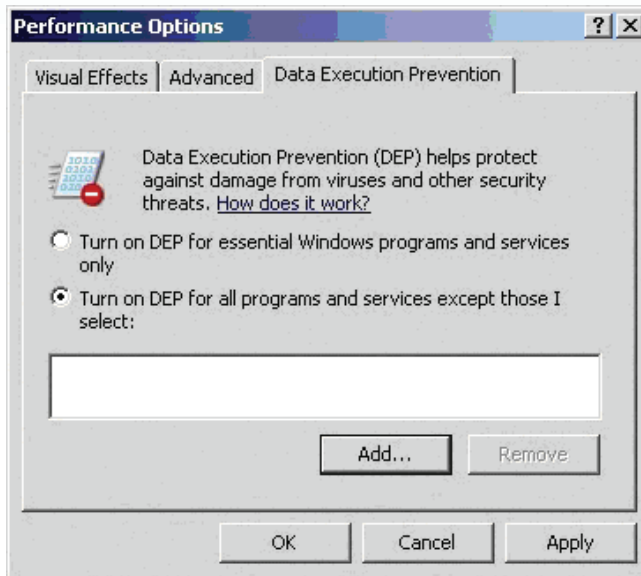 Performance Options
Visual Effects
Advanced
Data Execution Prevention
Data Execution Prevention (DEP) helps protect
against damage from viruses and other security
threats. How does it work?
Turn on DEP for essential Windows programs and services
only
Turn on DEP for all programs and services except those I
select:
Add...
Remove
OK
Cancel
Apply